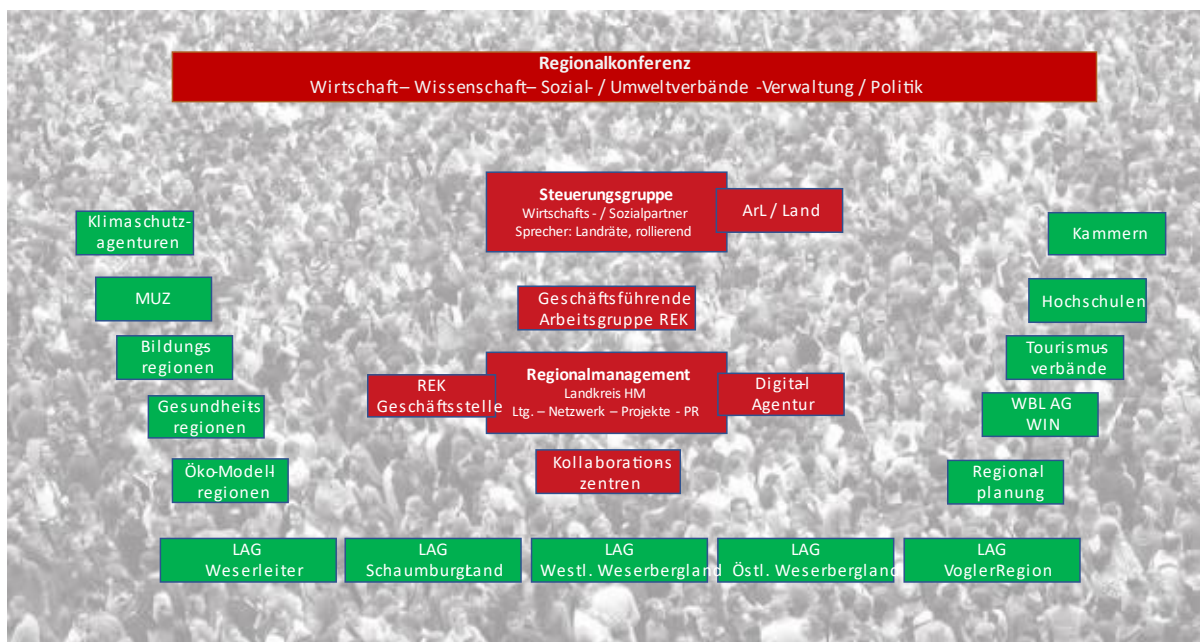 Regionalkonferenz
Wirtschaft– Wissenschaft– Sozial- / Umweltverbände -Verwaltung / Politik
Steuerungsgruppe
Wirtschafts- / Sozialpartner
Sprecher: Landräte, rollierend
ArL / Land
Klimaschutz-
agenturen
Kammern
MUZ
Hochschulen
Geschäftsführende
Arbeitsgruppe REK
Bildungs
regionen
Tourismus-
verbände
Regionalmanagement
Landkreis HM
Ltg. – Netzwerk – Projekte - PR
REK
Geschäftsstelle
Digital-
Agentur
Gesundheits
regionen
WBL AG
WIN
Kollaborations
zentren
Öko-Modell-
regionen
Regional
planung
LAG
Weserleiter
LAG
SchaumburgLand
LAG
Westl. Weserbergland
LAG
Östl. Weserbergland
LAG
VoglerRegion